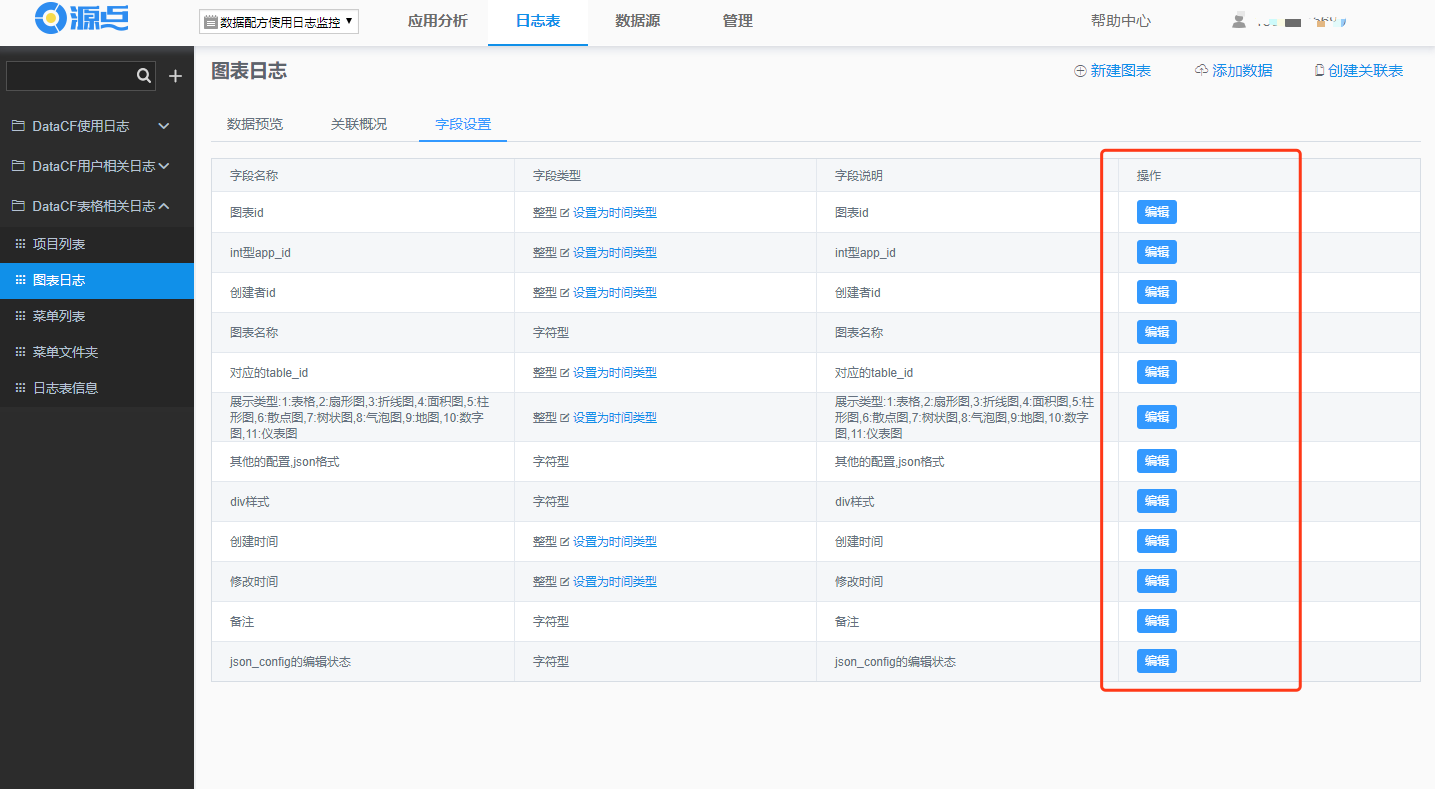 源点
数据配方使用日志监控
应用分析
日志表
数据源
管理
帮助中心
DataCF使用日志
DataCF用户相关日志
DataCF表格相关日志
项目列表
图表日志
菜单列表
菜单文件夹
日志表信息
图表日志
新建图表
添加数据
创建关联表
数据预览
关联概况
字段设置
字段名称 字段类型 字段说明 操作
图表id 整型 设置为时间类型 图表id 编辑
int型app_id 整型 设置为时间类型 int型app_id 编辑
创建者id 整型 设置为时间类型 创建者id 编辑
图表名称 字符型 图表名称 编辑
对应的table_id 整型 设置为时间类型 对应的table_id 编辑
展示类型:1:表格,2:扇形图,3:折线图,4:面积图,5:柱
形图,6:散点图,7:树状图,8:气泡图,9:地图,10:数字
图,11:仪表图
整型 设置为时间类型
展示类型:1:表格,2:扇形图,3:折线图,4:面积图,5:柱
形图,6:散点图,7:树状图,8:气泡图,9:地图,10:数字
图,11:仪表图
编辑
其他的配置,json格式 字符型 其他的配置,json格式 编辑
div样式 字符型 div样式 编辑
创建时间 整型 设置为时间类型 创建时间 编辑
修改时间 整型 设置为时间类型 修改时间 编辑
备注 字符型 备注 编辑
json_config的编辑状态 字符型 json_config的编辑状态 编辑